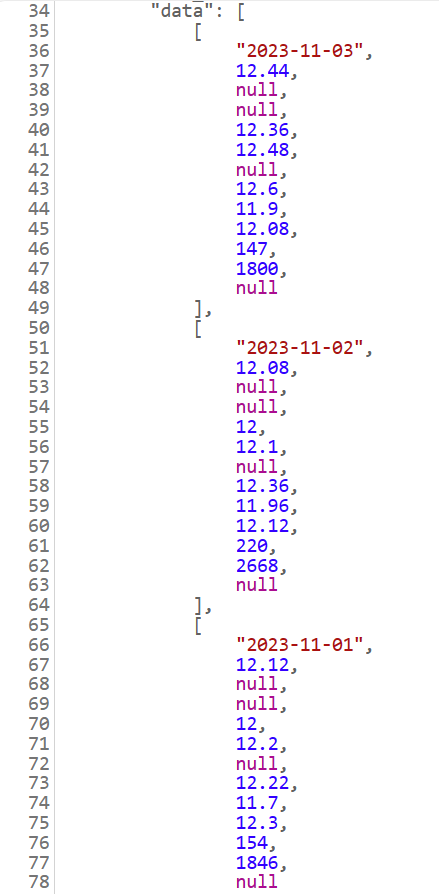 34 "data": [
35 [
36 "2023-11-03",
37 12.44,
38 null,
39 null,
40 12.36,
41 12.48,
42 null,
43 12.6,
44 11.9,
45 12.08,
46 147,
47 1800,
48 null
49 ],
50 [
51 "2023-11-02",
52 12.08,
53 null,
54 null,
55 12,
56 12.1,
57 null,
58 12.36,
59 11.96,
60 12.12,
61 220,
62 2668,
63 null
64 ],
65 [
66 "2023-11-01",
67 12.12,
68 null,
69 null,
70 12,
71 12.2,
72 null,
73 12.22,
74 11.7,
75 12.3,
76 154,
77 1846,
78 null